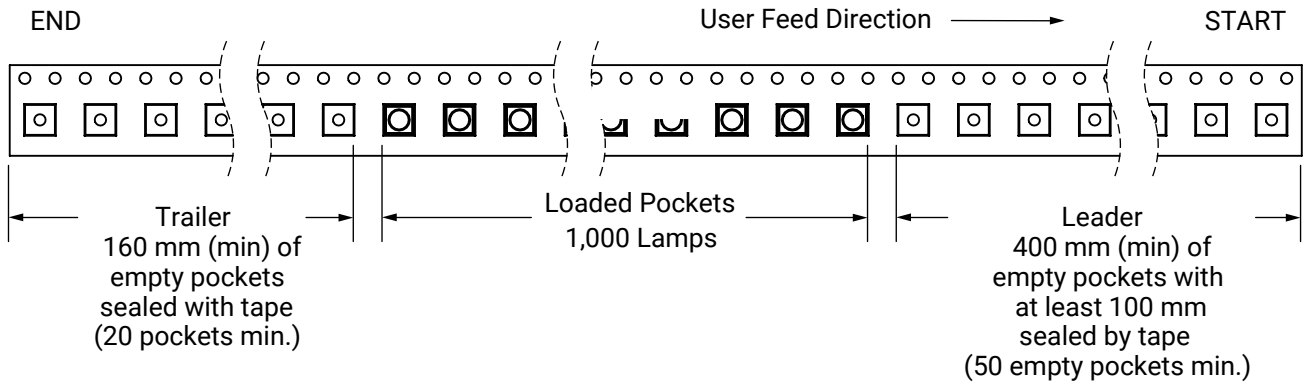 END
User Feed Direction
START
Trailer
160 mm (min) of
empty pockets
sealed with tape
(20 pockets min.)
Loaded Pockets
1,000 Lamps
Leader
400 mm (min) of
empty pockets with
at least 100 mm
sealed by tape
(50 empty pockets min.)